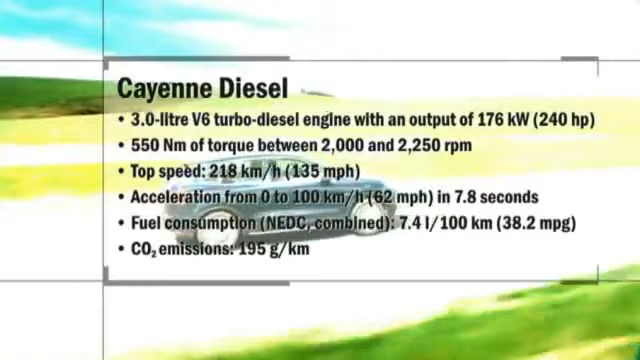 Cayenne Diesel
• 3.0-litre V6 turbo-diesel engine with an output of 176 kW (240 hp)
• 550 Nm of torque between 2,000 and 2,250 rpm
• Top speed: 218 km/h (135 mph)
• Acceleration from 0 to 100 km/h (62 mph) in 7.8 seconds
• Fuel consumption (NEDC, combined): 7.4 l/100 km (38.2 mpg)
• CO₂ emissions: 195 g/km